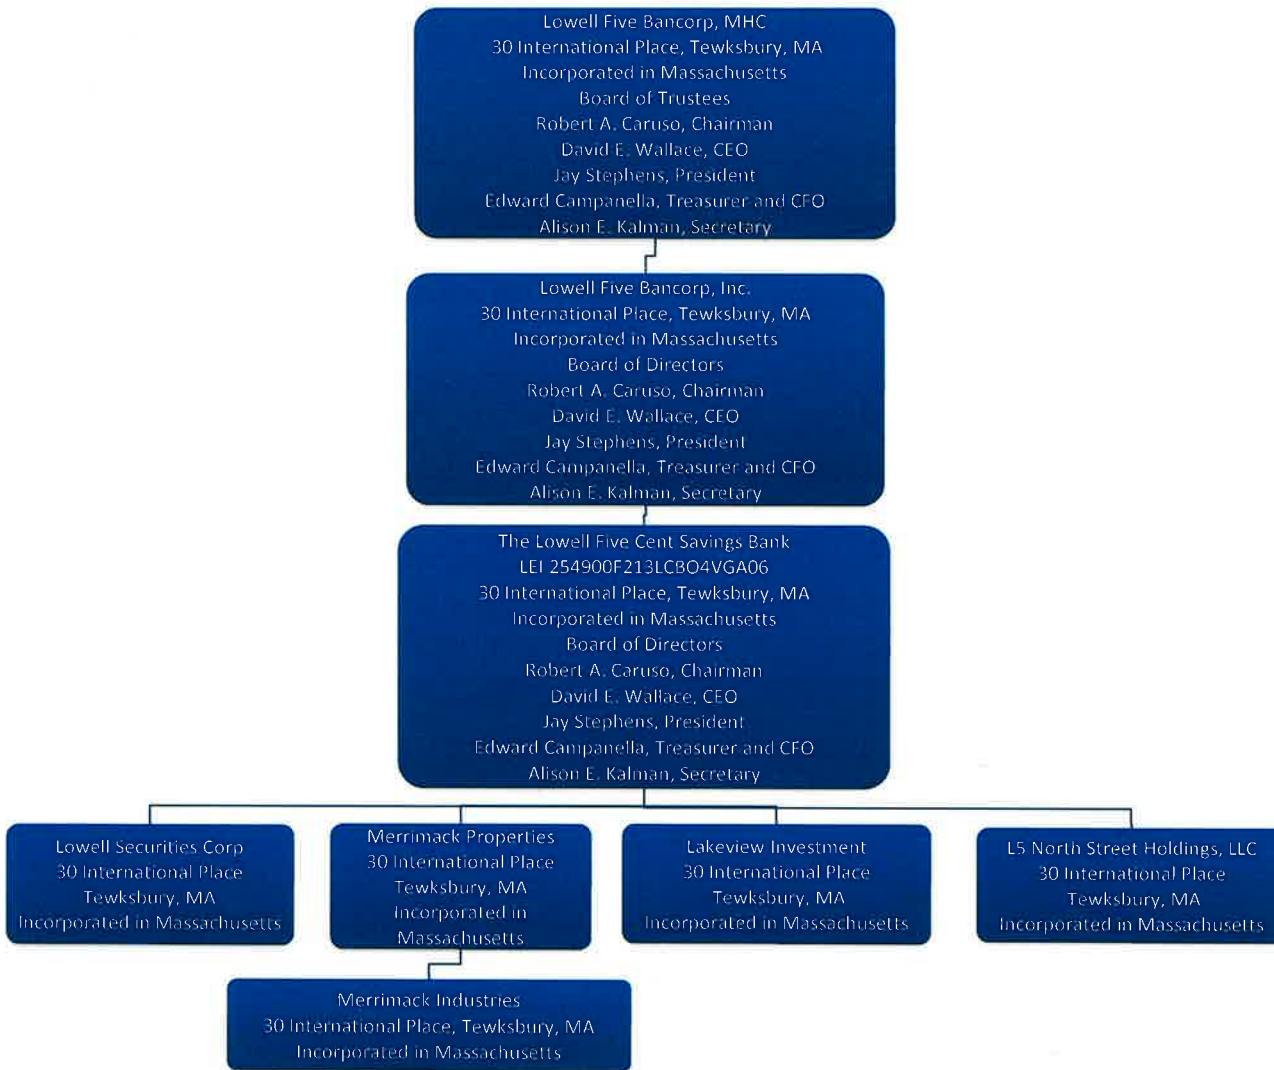 Lowell Five Bancorp, MHC
30 International Place, Tewksbury, MA
Incorporated in Massachusetts
Board of Trustees
Robert A. Caruso, Chairman
David E. Wallace, CEO
Jay Stephens, President
Edward Campanella, Treasurer and CFO
Alison E. Kalman, Secretary
Lowell Five Bancorp, Inc.
30 International Place, Tewksbury, MA
Incorporated in Massachusetts
Board of Directors
Robert A. Caruso, Chairman
David E. Wallace, CEO
Jay Stephens, President
Edward Campanella, Treasurer and CFO
Alison E. Kalman, Secretary
The Lowell Five Cent Savings Bank
LEI 254900F213LCBO4VGA06
30 International Place, Tewksbury, MA
Incorporated in Massachusetts
Board of Directors
Robert A. Caruso, Chairman
David E. Wallace, CEO
Jay Stephens, President
Edward Campanella, Treasurer and CFO
Alison E. Kalman, Secretary
Lowell Securities Corp
30 International Place
Tewksbury, MA
Incorporated in Massachusetts
Merrimack Properties
30 International Place
Tewksbury, MA
Incorporated in
Massachusetts
Lakeview Investment
30 International Place
Tewksbury, MA
Incorporated in Massachusetts
L5 North Street Holdings, LLC
30 International Place
Tewksbury, MA
Incorporated in Massachusetts
Merrimack Industries
30 International Place, Tewksbury, MA
Incorporated in Massachusetts